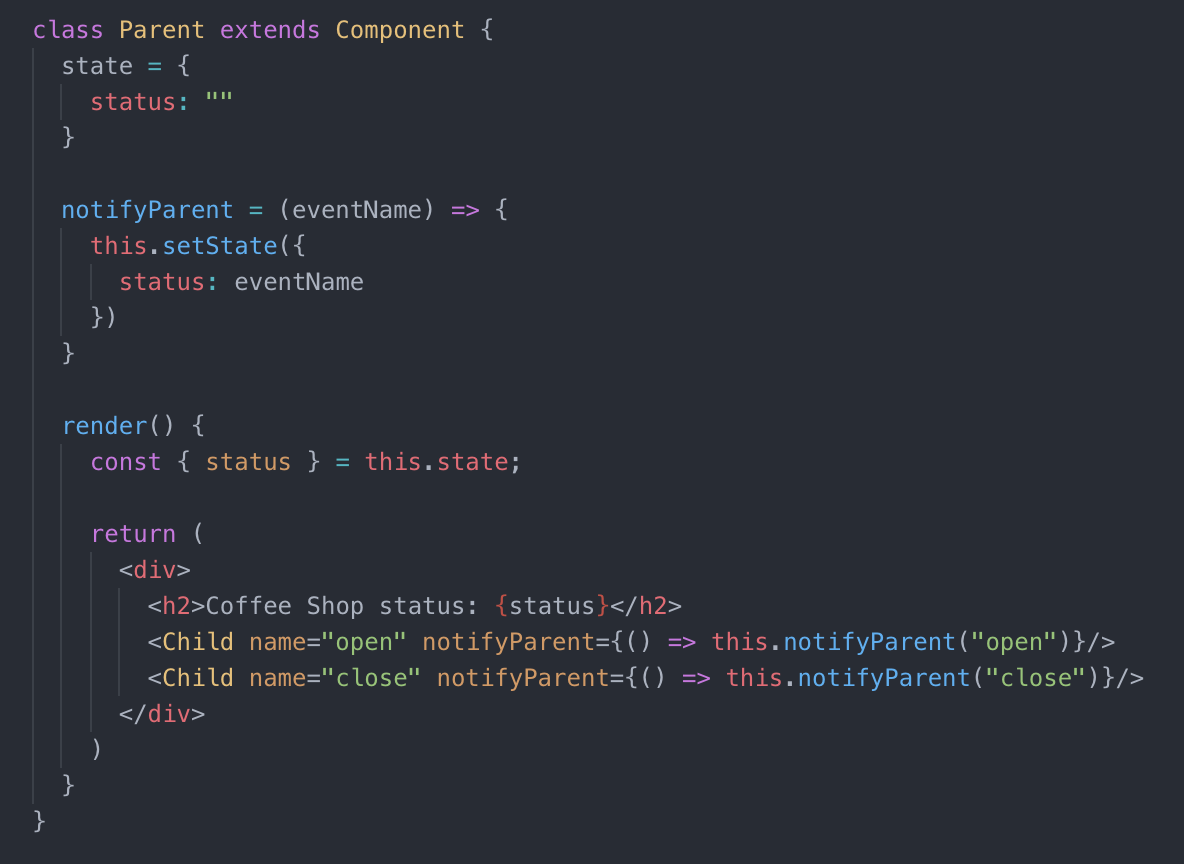 class Parent extends Component {
  state = {
    status: ""
  }

  notifyParent = (eventName) => {
    this.setState({
      status: eventName
    })
  }

  render() {
    const { status } = this.state;

    return (
      <div>
        <h2>Coffee Shop status: {status}</h2>
        <Child name="open" notifyParent={() => this.notifyParent("open")}/>
        <Child name="close" notifyParent={() => this.notifyParent("close")}/>
      </div>
    )
  }
}